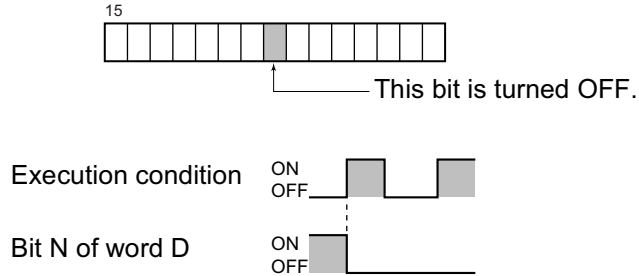 15
This bit is turned OFF.
Execution condition ON
OFF
Bit N of word D ON
OFF